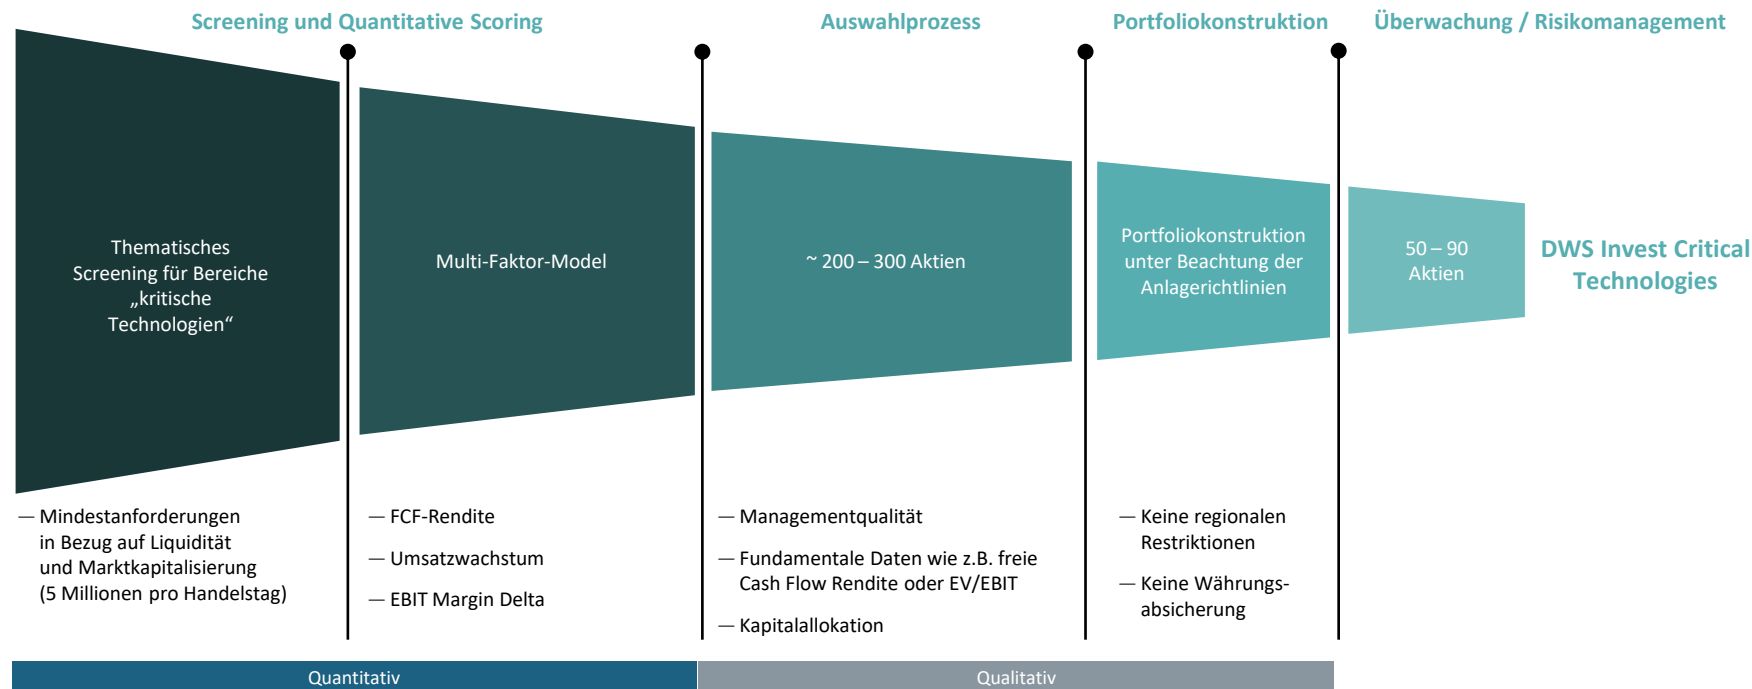 Screening und Quantitative Scoring
Auswahlprozess
Portfoliokonstruktion
Überwachung / Risikomanagement
Thematisches
Screening für Bereiche
„kritische
Technologien“
Multi-Faktor-Model
~ 200 – 300 Aktien
Portfoliokonstruktion
unter Beachtung der
Anlagerichtlinien
50 – 90
Aktien
DWS Invest Critical
Technologies
— Mindestanforderungen
in Bezug auf Liquidität
und Marktkapitalisierung
(5 Millionen pro Handelstag)
— FCF-Rendite
— Umsatzwachstum
— EBIT Margin Delta
— Managementqualität
— Fundamentale Daten wie z.B. freie
Cash Flow Rendite oder EV/EBIT
— Kapitalallokation
— Keine regionalen
Restriktionen
— Keine Währungs-
absicherung
Quantitativ
Qualitativ